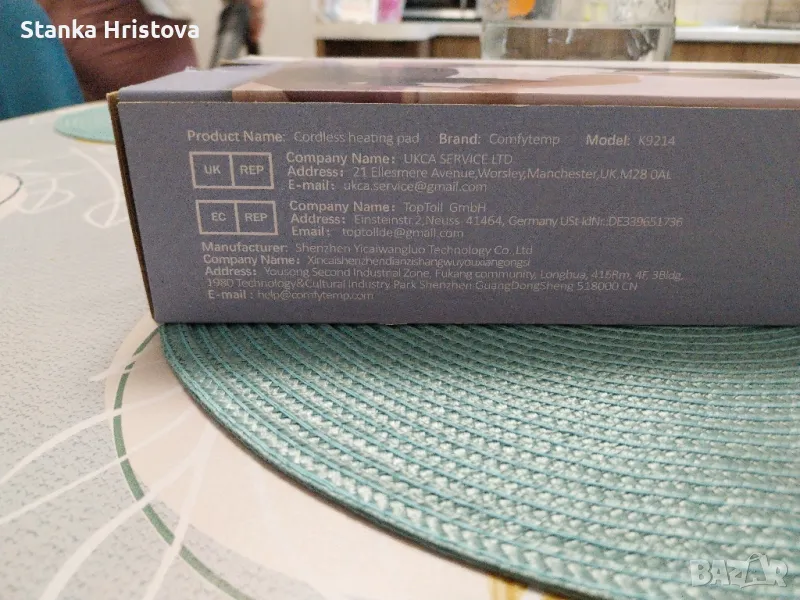 Stanka Hristova
Product Name: Cordless heating pad Brand: Comfytemp Model: K9214
UK REP
Company Name: UKCA SERVICE LTD
Address: 21 Ellesmere Avenue,Worsley,Manchester,UK,M28 0AL
E-mail: ukca.service@gmail.com
EC REP
Company Name: TopToll GmbH
Address: Einsteinstr.2,Neuss 41464, Germany USt-IdNr.:DE339651736
Email: toptollde@gmail.com
Manufacturer: Shenzhen Yicaiwangluo Technology Co. Ltd
Company Name: Xincaishenzhendianzishangwuyouxiangongsi
Address: Yousong Second Industrial Zone, Fukang community, Longhua, 415Rm, 4F, 3Bldg,
1980 Technology&Cultural Industry Park Shenzhen GuangDongSheng 518000 CN
E-mail: help@comfytemp.com
BAZAR